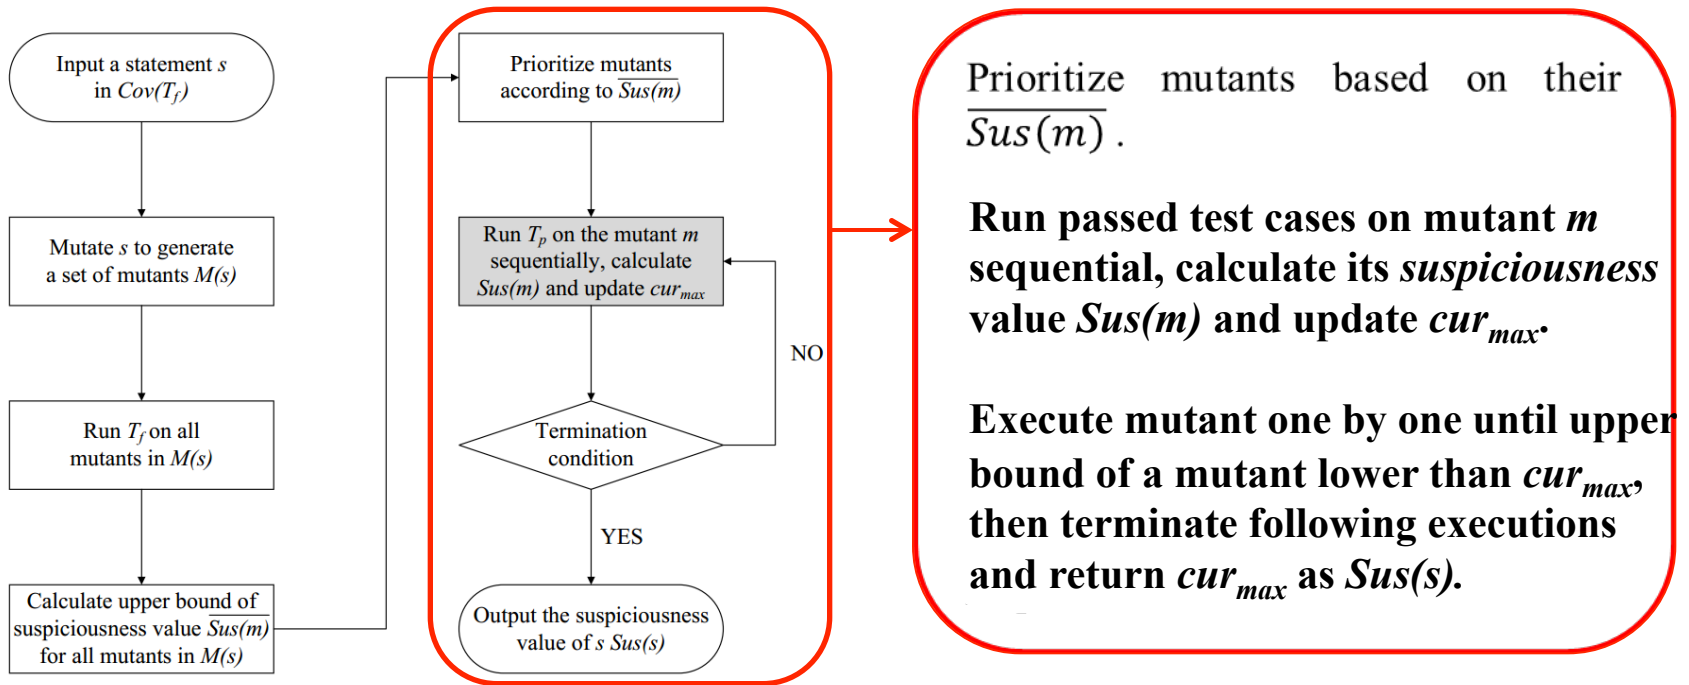 Input a statement s
in Cov(Tf)
Mutate s to generate
a set of mutants M(s)
Run Tf on all
mutants in M(s)
Calculate upper bound of
suspiciousness value S̅u̅s̅(̅m̅)̅
for all mutants in M(s)
Prioritize mutants
according to S̅u̅s̅(̅m̅)̅
Run Tp on the mutant m
sequentially, calculate
Sus(m) and update curmax
NO
Termination
condition
YES
Output the suspiciousness
value of s Sus(s)
Prioritize mutants based on their
S̅u̅s̅(̅m̅)̅ .
Run passed test cases on mutant m
sequential, calculate its suspiciousness
value Sus(m) and update curmax.
Execute mutant one by one until upper
bound of a mutant lower than curmax,
then terminate following executions
and return curmax as Sus(s).